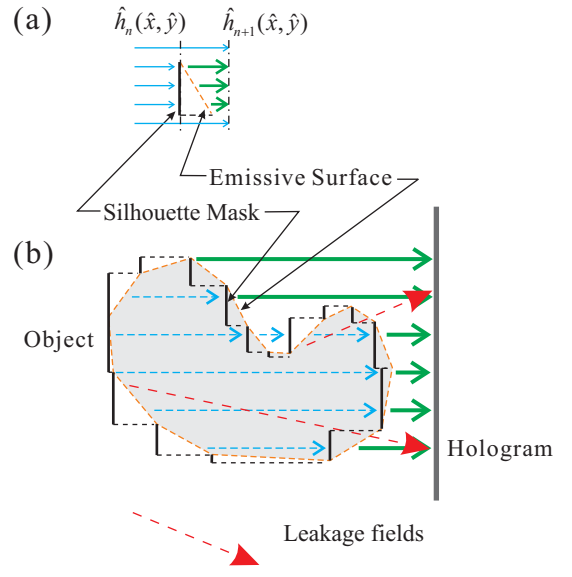 (a)
ĥₙ(x̂, ŷ) ĥₙ₊₁(x̂, ŷ)
Emissive Surface
Silhouette Mask
(b)
Object
Hologram
Leakage fields